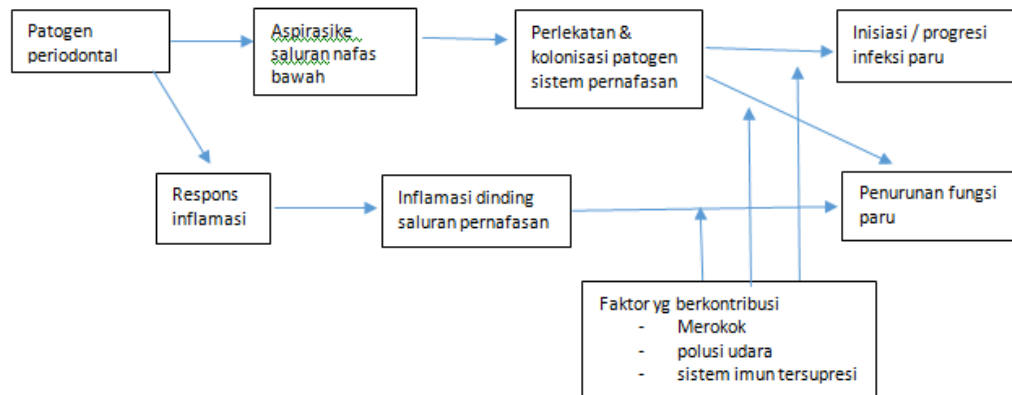 Patogen
periodontal
Aspirasike
saluran nafas
bawah
Perlekatan &
kolonisasi patogen
sistem pernafasan
Inisiasi / progresi
infeksi paru
Respons
inflamasi
Inflamasi dinding
saluran pernafasan
Penurunan fungsi
paru
Faktor yg berkontribusi
- Merokok
- polusi udara
- sistem imun tersupresi